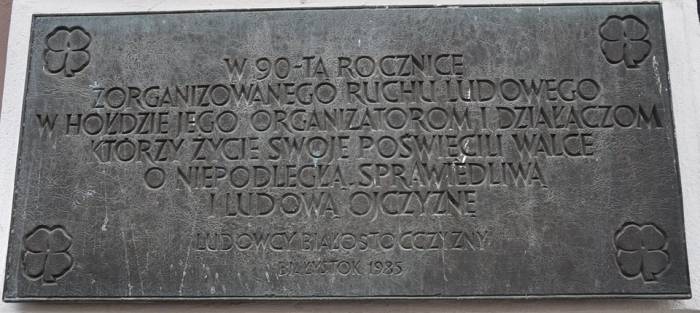 W 90-TĄ ROCZNICĘ
ZORGANIZOWANEGO RUCHU LUDOWEGO
W HOŁDZIE JEGO ORGANIZATOROM I DZIAŁACZOM
KTÓRZY ŻYCIE SWOJE POŚWIĘCILI WALCE
O NIEPODLEGŁĄ, SPRAWIEDLIWĄ
I LUDOWĄ OJCZYZNĘ
LUDOWCY BIAŁOSTOCCZYZNY
BIAŁYSTOK 1985